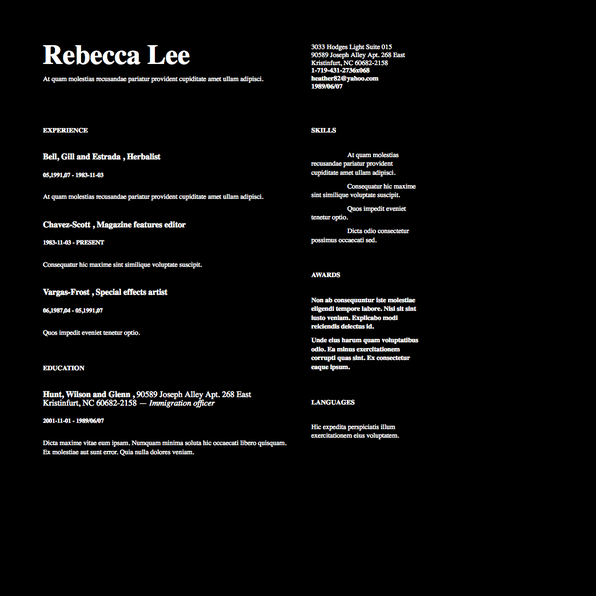 Rebecca Lee
At quam molestias recusandae pariatur provident cupiditate amet ullam adipisci.
3033 Hodges Light Suite 015
90589 Joseph Alley Apt. 268 East
Kristinfurt, NC 60682-2158
1-719-431-2736x068
heather82@yahoo.com
1989/06/07
EXPERIENCE
Bell, Gill and Estrada , Herbalist
05,1991,07 - 1983-11-03
At quam molestias recusandae pariatur provident cupiditate amet ullam adipisci.
Chavez-Scott , Magazine features editor
1983-11-03 - PRESENT
Consequatur hic maxime sint similique voluptate suscipit.
Vargas-Frost , Special effects artist
06,1987,04 - 05,1991,07
Quos impedit eveniet tenetur optio.
EDUCATION
Hunt, Wilson and Glenn , 90589 Joseph Alley Apt. 268 East
Kristinfurt, NC 60682-2158 — Immigration officer
2001-11-01 - 1989/06/07
Dicta maxime vitae eum ipsam. Numquam minima soluta hic occaecati libero quisquam.
Ex molestiae aut sunt error. Quia nulla dolores veniam.
SKILLS
At quam molestias
recusandae pariatur provident
cupiditate amet ullam adipisci.
Consequatur hic maxime
sint similique voluptate suscipit.
Quos impedit eveniet
tenetur optio.
Dicta odio consectetur
possimus occaecati sed.
AWARDS
Non ab consequuntur iste molestiae
eligendi tempore labore. Nisi sit sint
iusto veniam. Explicabo modi
reiciendis delectus id.
Unde eius harum quam voluptatibus
odio. Ea minus exercitationem
corrupti quas sint. Ex consectetur
eaque ipsum.
LANGUAGES
Hic expedita perspiciatis illum
exercitationem eius voluptatem.